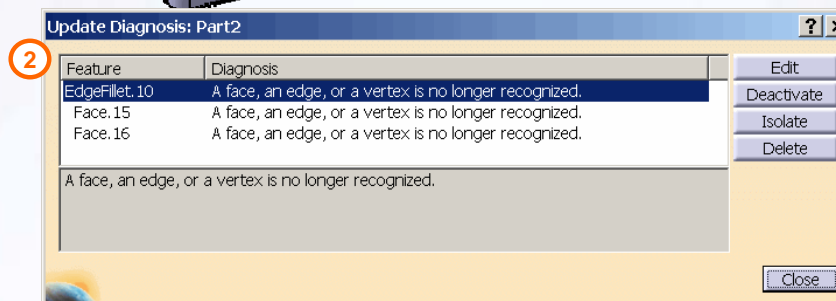 Update Diagnosis: Part2
2
Feature Diagnosis
EdgeFillet.10 A face, an edge, or a vertex is no longer recognized.
Face.15 A face, an edge, or a vertex is no longer recognized.
Face.16 A face, an edge, or a vertex is no longer recognized.
Edit
Deactivate
Isolate
Delete
A face, an edge, or a vertex is no longer recognized.
Close